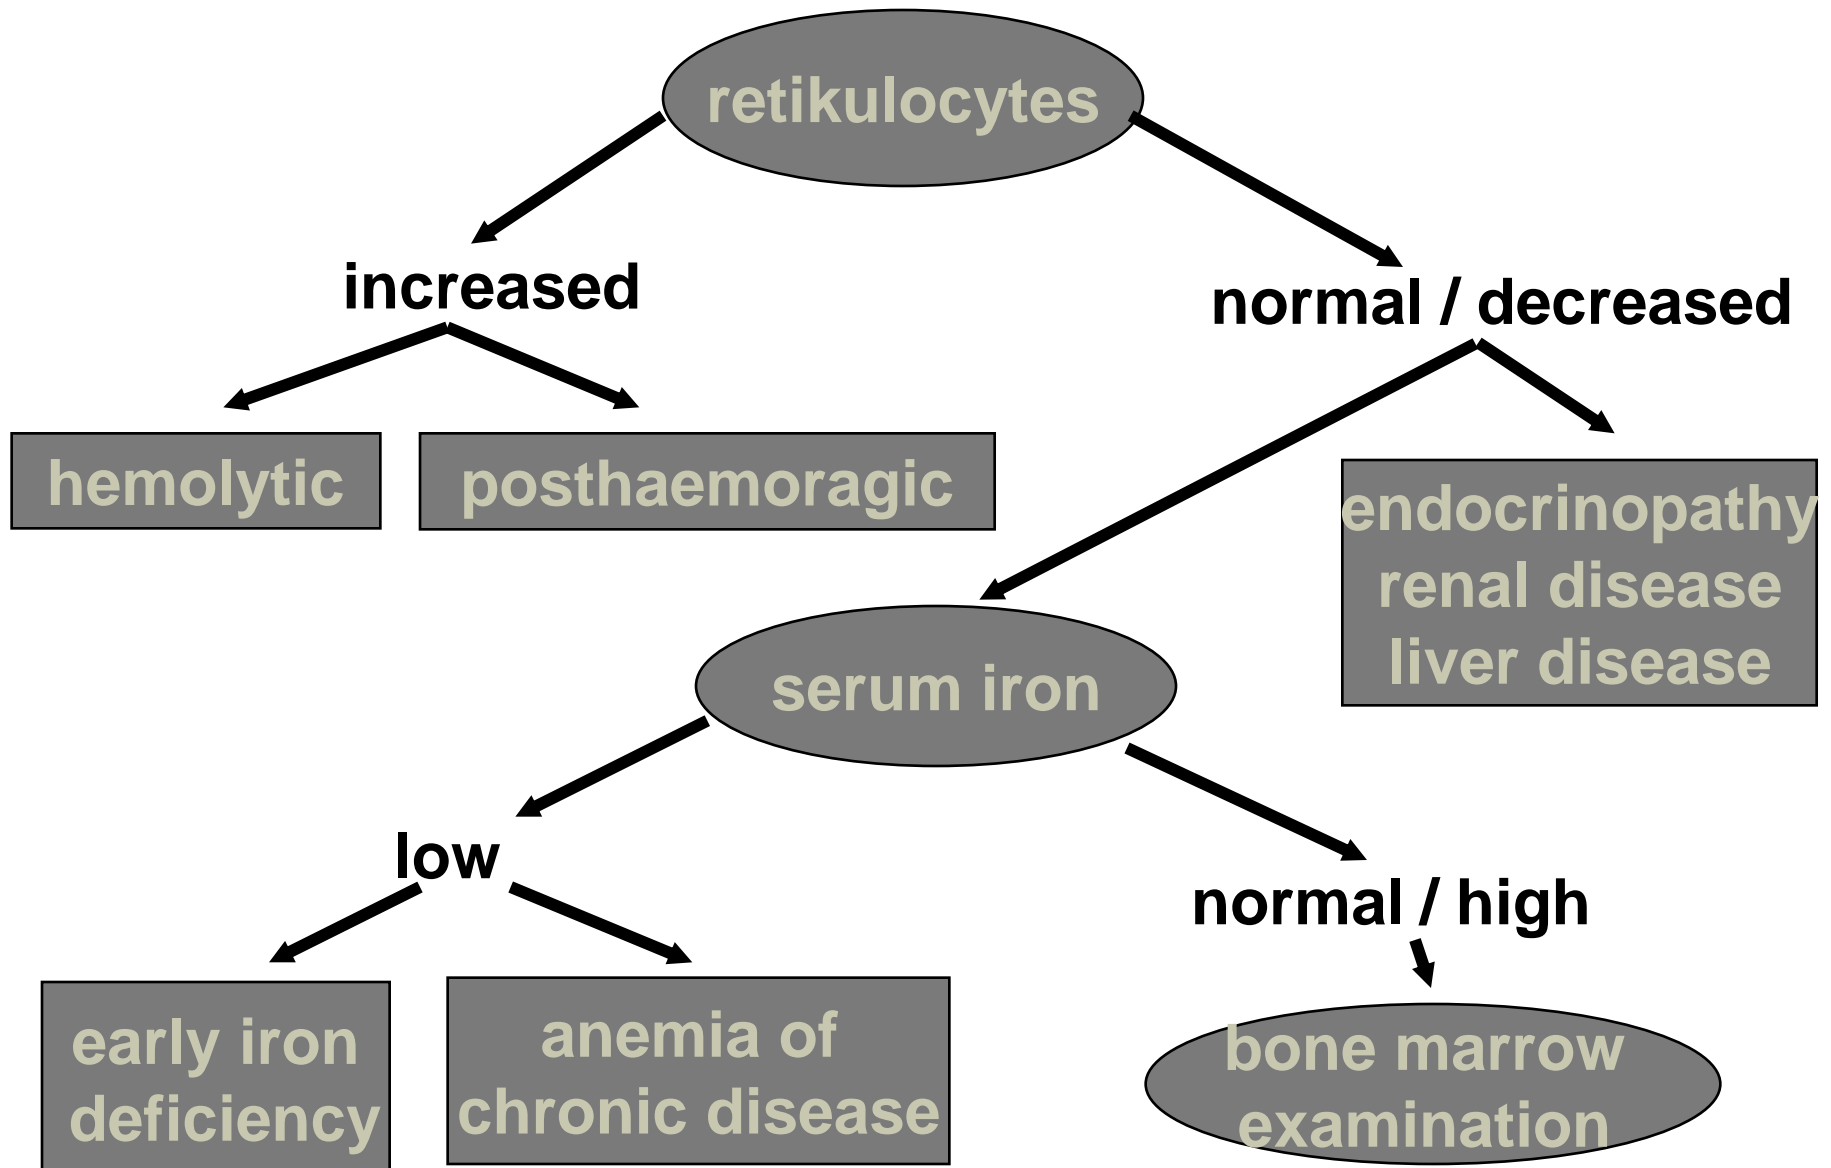 retikulocytes
increased
normal / decreased
hemolytic
posthaemoragic
endocrinopathy
renal disease
liver disease
serum iron
low
normal / high
early iron
deficiency
anemia of
chronic disease
bone marrow
examination